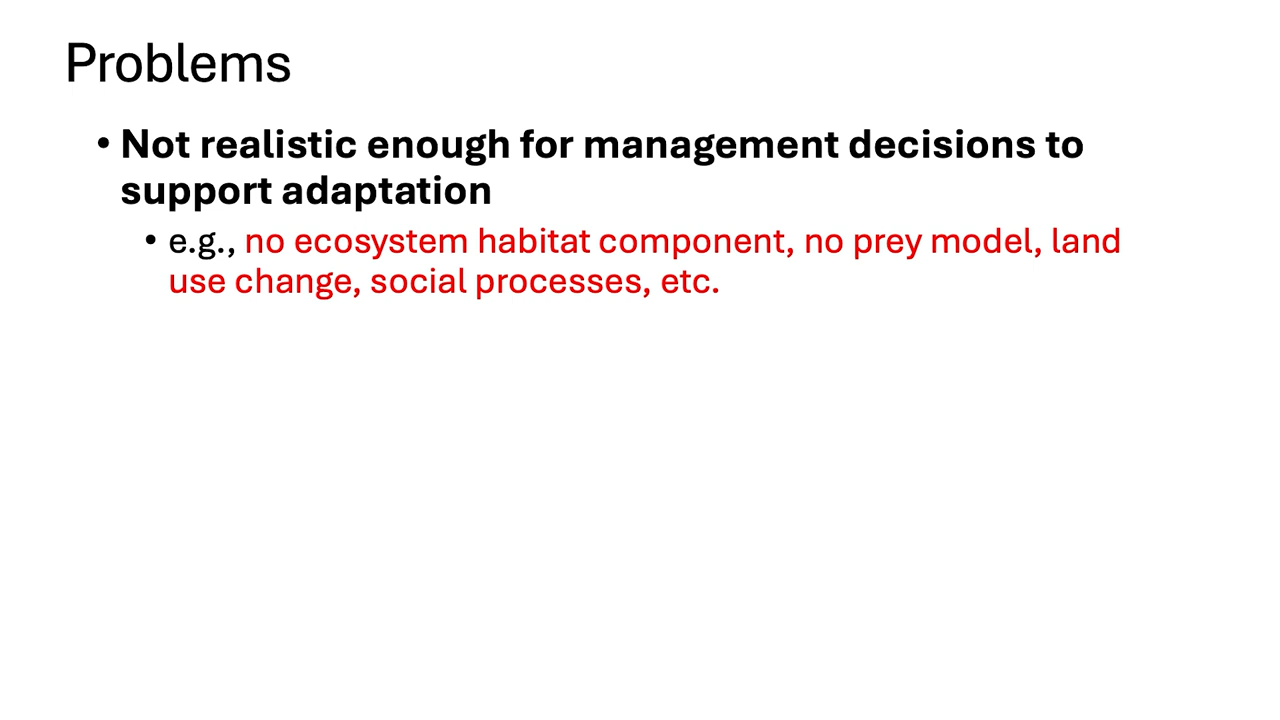 Problems
• Not realistic enough for management decisions to
support adaptation
• e.g., no ecosystem habitat component, no prey model, land
use change, social processes, etc.